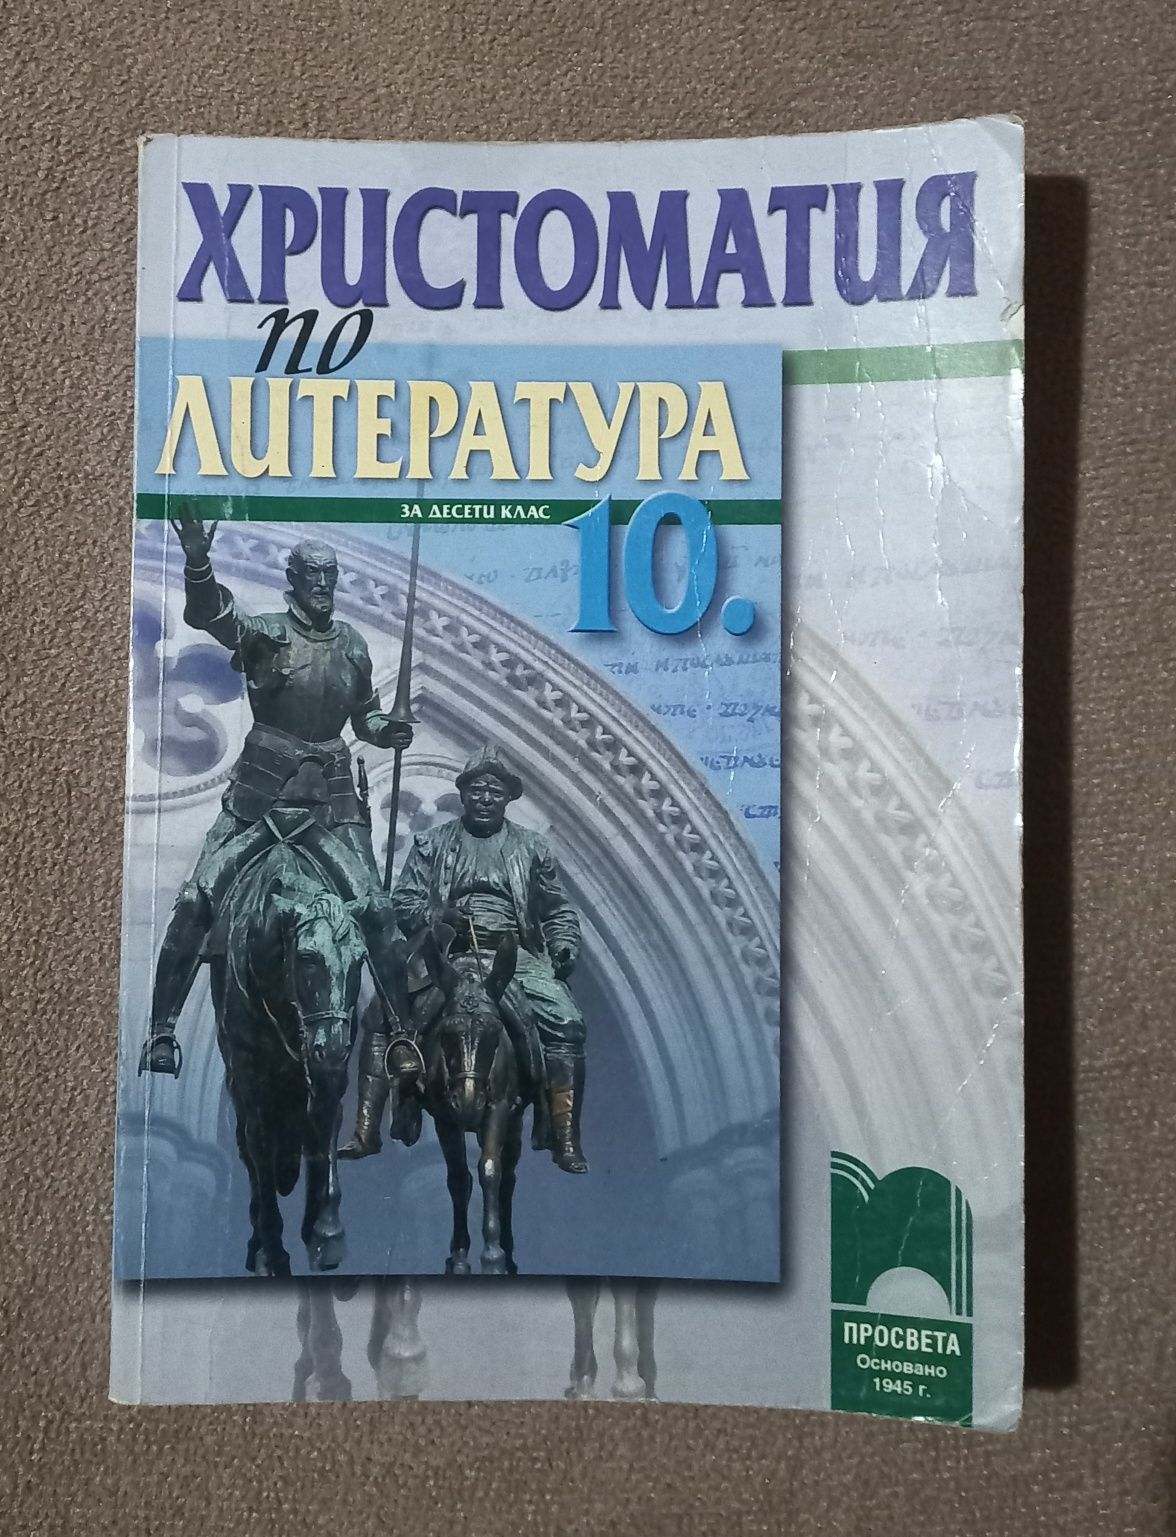 ХРИСТОМАТИЯ
по
ЛИТЕРАТУРА
ЗА ДЕСЕТИ КЛАС
10.
ПРОСВЕТА
Основано
1945 г.